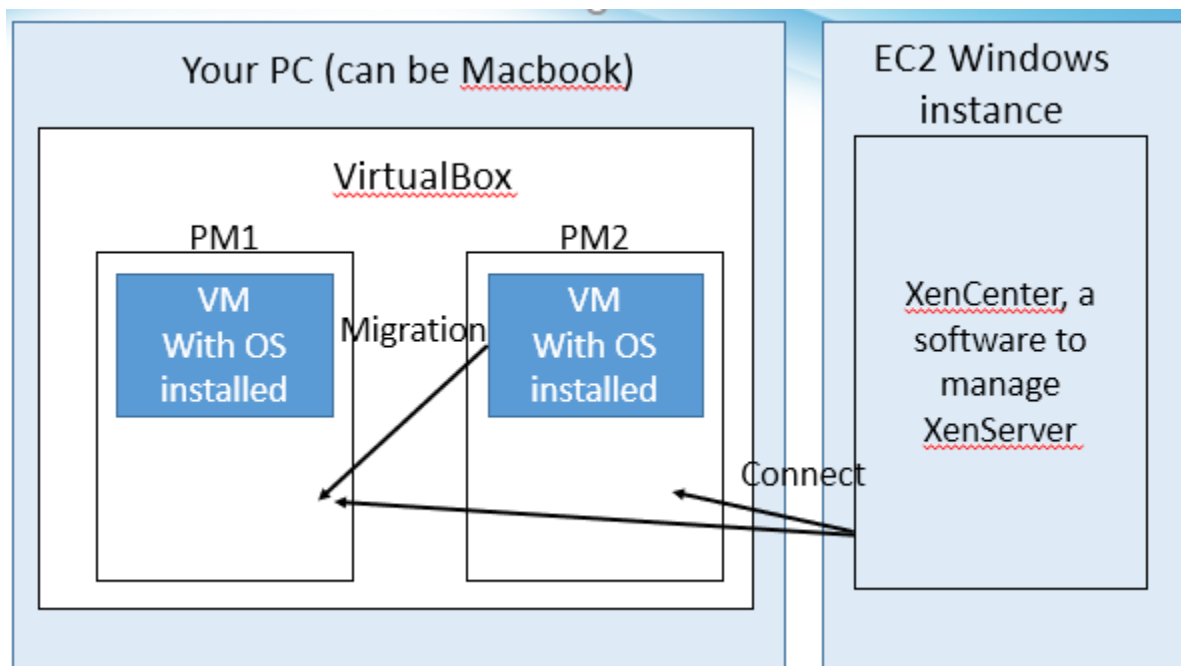 Your PC (can be Macbook)
VirtualBox
PM1
VM
With OS
installed
Migration
PM2
VM
With OS
installed
Connect
EC2 Windows
instance
XenCenter, a
software to
manage
XenServer